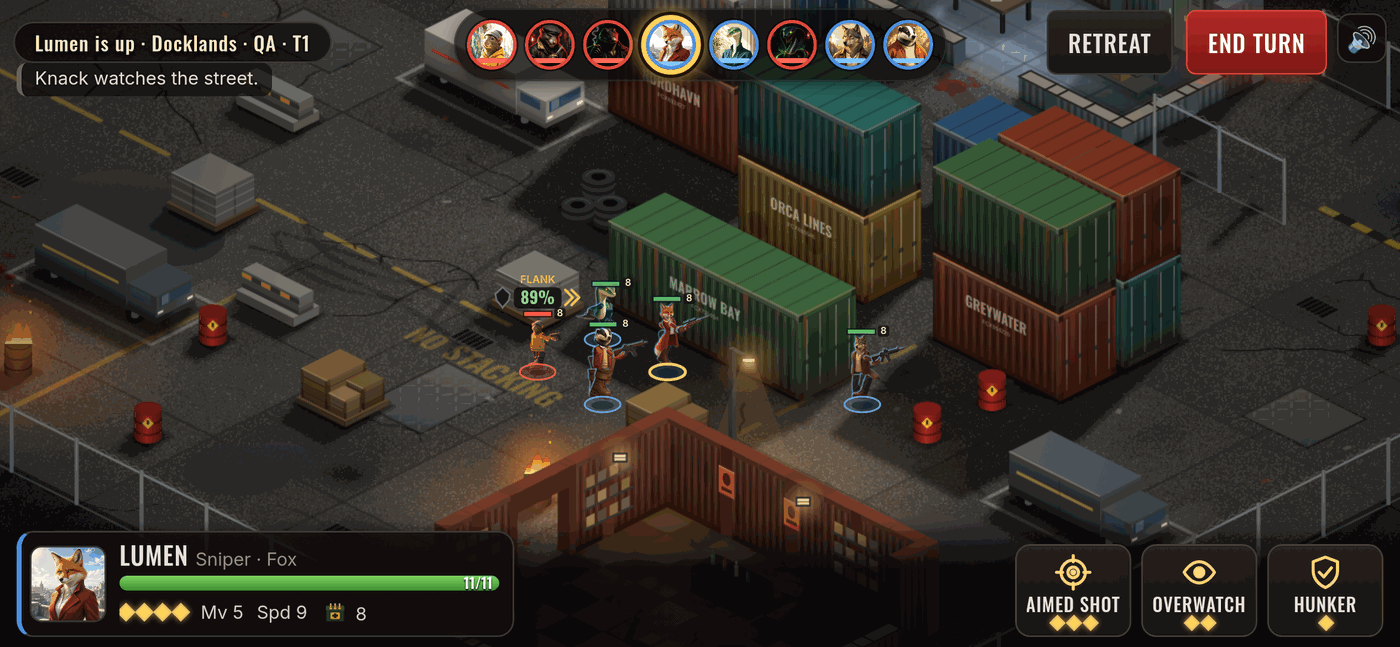 Lumen is up · Docklands · QA · T1
Knack watches the street.
RETREAT
END TURN
ORCA LINES
MARROW BAY
GREYWATER
NO STACKING
FLANK
89%
8
8
8
8
8
LUMEN Sniper · Fox
11/11
Mv 5 Spd 9 8
AIMED SHOT
OVERWATCH
HUNKER